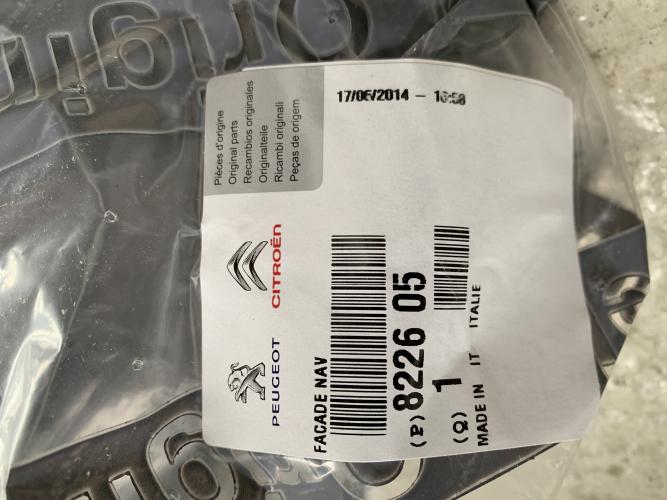 17/06/2014 - 16:50
Pièces d'origine
Original parts
Recambios originales
Originalteile
Ricambi originali
Peças de origem
PEUGEOT CITROËN
FACADE NAV
(P) 8226 05
(Q) 1
MADE IN IT ITALIE